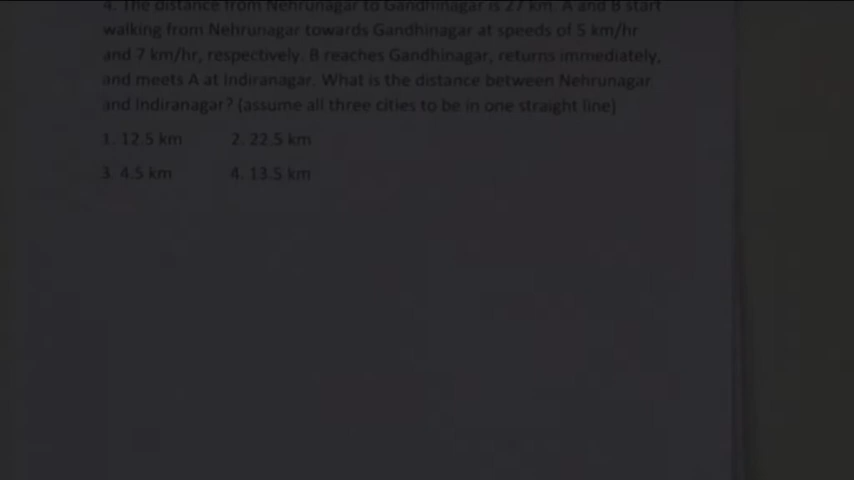 4. The distance from Nehrunagar to Gandhinagar is 27 km. A and B start
walking from Nehrunagar towards Gandhinagar at speeds of 5 km/hr
and 7 km/hr, respectively. B reaches Gandhinagar, returns immediately,
and meets A at Indiranagar. What is the distance between Nehrunagar
and Indiranagar? (assume all three cities to be in one straight line)
1. 12.5 km 2. 22.5 km
3. 4.5 km 4. 13.5 km